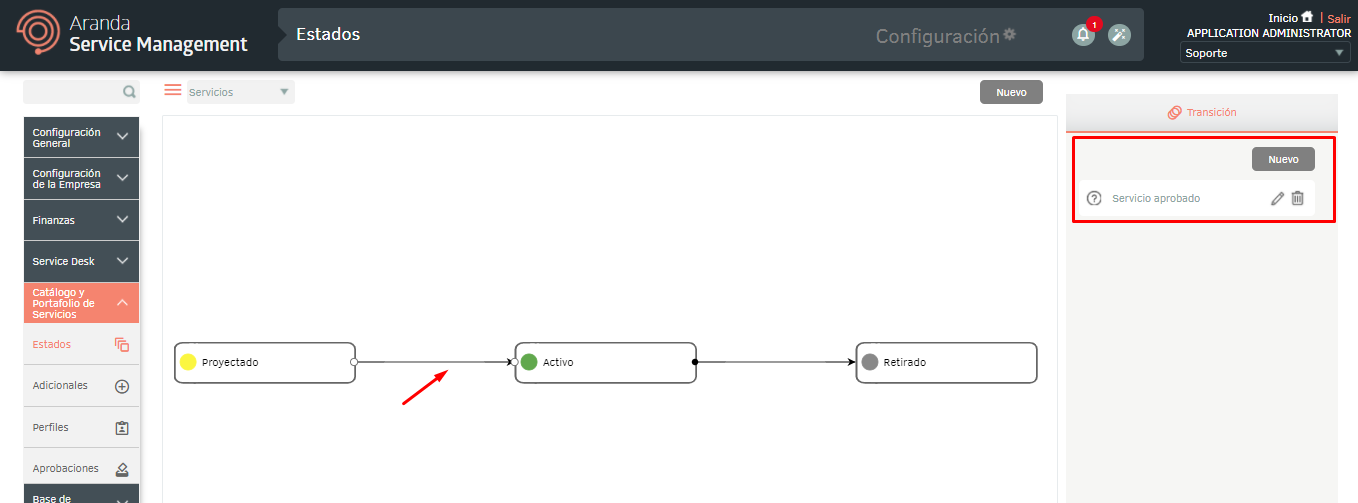 Aranda
Service Management
Estados
Configuración
1
Inicio | Salir
APPLICATION ADMINISTRATOR
Soporte
Servicios
Nuevo
Transición
Nuevo
Servicio aprobado
Configuración
General
Configuración
de la Empresa
Finanzas
Service Desk
Catálogo y
Portafolio de
Servicios
Estados
Adicionales
Perfiles
Aprobaciones
Base de
Proyectado
Activo
Retirado